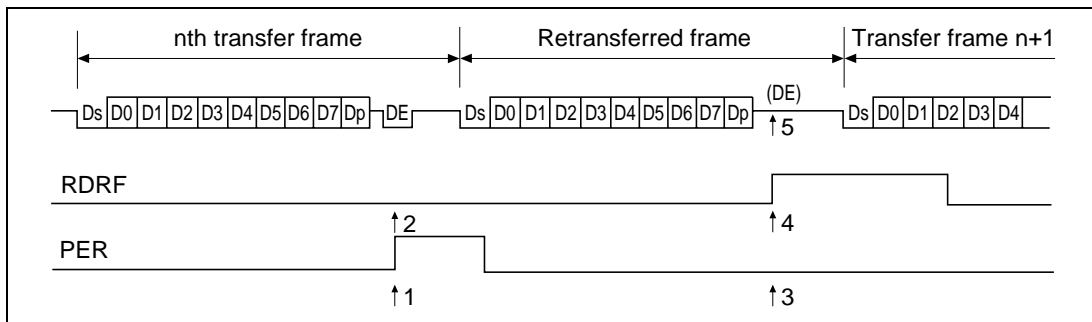 nth transfer frame Retransferred frame Transfer frame n+1
(DE)
Ds D0 D1 D2 D3 D4 D5 D6 D7 Dp DE Ds D0 D1 D2 D3 D4 D5 D6 D7 Dp Ds D0 D1 D2 D3 D4
5
RDRF
2 4
PER
1 3